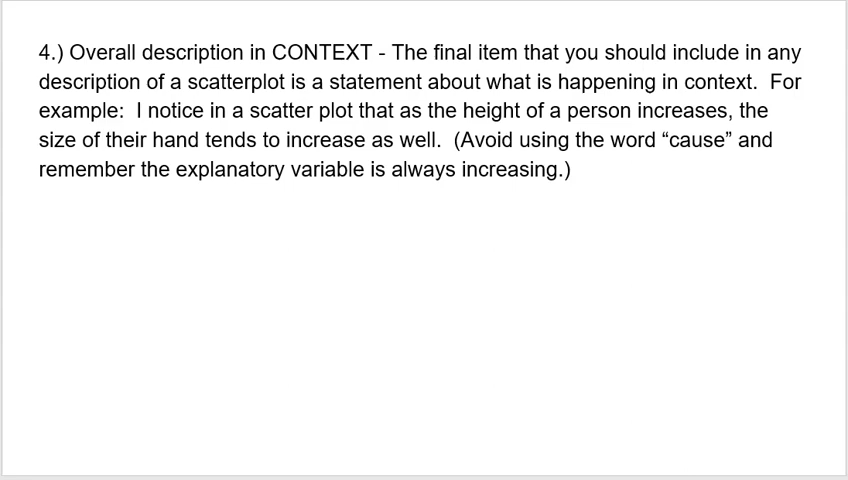 4.) Overall description in CONTEXT - The final item that you should include in any
description of a scatterplot is a statement about what is happening in context.  For
example:  I notice in a scatter plot that as the height of a person increases, the
size of their hand tends to increase as well.  (Avoid using the word “cause” and
remember the explanatory variable is always increasing.)